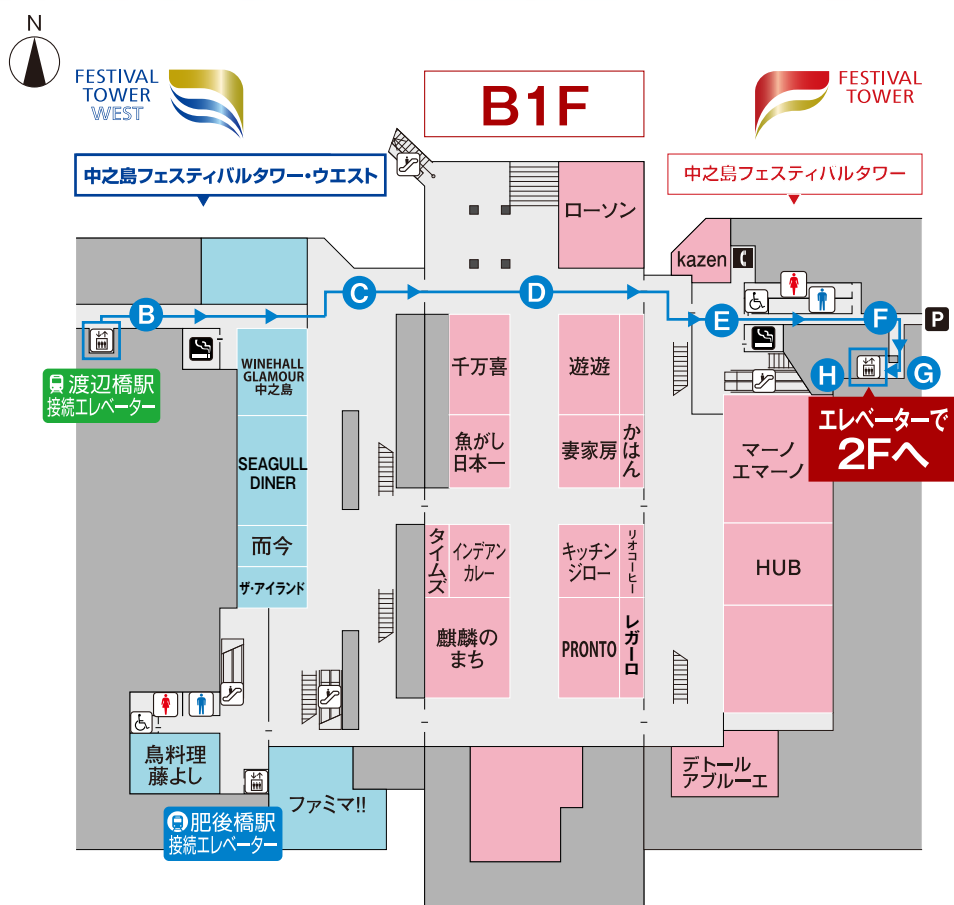 N
FESTIVAL
TOWER
WEST
B1F
FESTIVAL
TOWER
中之島フェスティバルタワー・ウエスト
中之島フェスティバルタワー
ローソン
kazen
B
C
D
E
F
P
G
H
渡辺橋駅
接続エレベーター
エレベーターで
2Fへ
WINEHALL
GLAMOUR
中之島
千万喜
遊遊
SEAGULL
DINER
魚がし
日本一
妻家房
かはん
マーノ
エマーノ
而今
ザ・アイランド
タイムズ
インデアン
カレー
キッチン
ジロー
リオコーヒー
HUB
麒麟の
まち
PRONTO
レガーロ
鳥料理
藤よし
ファミマ!!
デトール
アブルーエ
肥後橋駅
接続エレベーター